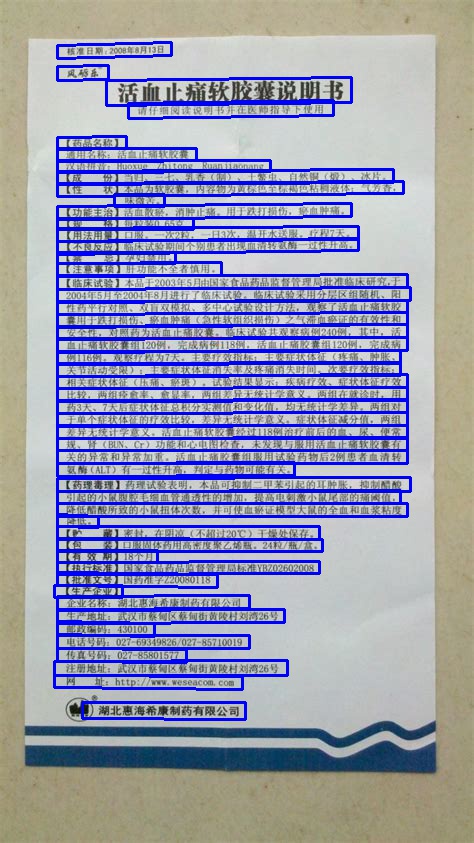 核准日期:2008年8月13日
风砺乐
活血止痛软胶囊说明书
请仔细阅读说明书并在医师指导下使用
【药品名称】
通用名称:活血止痛软胶囊
汉语拼音:Huoxue Zhitong Ruanjiaonang
【成 份】当归、三七、乳香(制)、土鳖虫、自然铜(煅)、冰片。
【性 状】本品为软胶囊,内容物为黄棕色至棕褐色粘稠液体;气芳香,
味微苦。
【功能主治】活血散瘀,消肿止痛。用于跌打损伤,瘀血肿痛。
【规 格】每粒装0.65克
【用法用量】口服。一次2粒,一日3次,温开水送服。疗程7天。
【不良反应】临床试验期间个别患者出现血清转氨酶一过性升高。
【禁 忌】孕妇禁用。
【注意事项】肝功能不全者慎用。
【临床试验】本品于2003年5月由国家食品药品监督管理局批准临床研究,于
2004年5月至2004年8月进行了临床试验。临床试验采用分层区组随机、阳
性药平行对照、双盲双模拟、多中心试验设计方法,观察了活血止痛软胶
囊用于跌打损伤、瘀血肿痛(急性软组织损伤)之气滞血瘀证的有效性和
安全性,对照药为活血止痛胶囊。临床试验共观察病例240例,其中,活
血止痛软胶囊组120例,完成病例118例,活血止痛胶囊组120例,完成病
例116例。观察疗程为7天。主要疗效指标:主要症状体征(疼痛、肿胀、
关节活动受限);主要症状体征消失率及疼痛消失时间。次要疗效指标:
相关症状体征(压痛、瘀斑)。试验结果显示:疾病疗效、症状体征疗效
比较,两组痊愈率、愈显率,两组差异无统计学意义。两组在就诊时,用
药3天、7天后症状体征总积分实测值和变化值,均无统计学差异。两组对
于单个症状体征的疗效比较,差异无统计学意义。症状体征减分值,两组
差异无统计学意义。活血止痛软胶囊经过118例治疗前后的血、尿、便常
规、肾(BUN、Cr)功能和心电图检查,未发现与服用活血止痛软胶囊有
关的异常和异常加重。活血止痛软胶囊组服用试验药物后2例患者血清转
氨酶(ALT)有一过性升高,判定与药物可能有关。
【药理毒理】药理试验表明,本品可抑制二甲苯引起的耳肿胀,抑制醋酸
引起的小鼠腹腔毛细血管通透性的增加,提高电刺激小鼠尾部的痛阈值,
降低醋酸所致的小鼠扭体次数,并可使血瘀证模型大鼠的全血和血浆粘度
降低。
【贮 藏】密封,在阴凉(不超过20℃)干燥处保存。
【包 装】口服固体药用高密度聚乙烯瓶。24粒/瓶/盒。
【有 效 期】18个月
【执行标准】国家食品药品监督管理局标准YBZ02602008
【批准文号】国药准字Z20080118
【生产企业】
企业名称:湖北惠海希康制药有限公司
生产地址:武汉市蔡甸区蔡甸街黄陵村刘湾26号
邮政编码:430100
电话号码:027-69349826/027-85710019
传真号码:027-85801577
注册地址:武汉市蔡甸区蔡甸街黄陵村刘湾26号
网 址:http://www.weseacom.com
湖北惠海希康制药有限公司